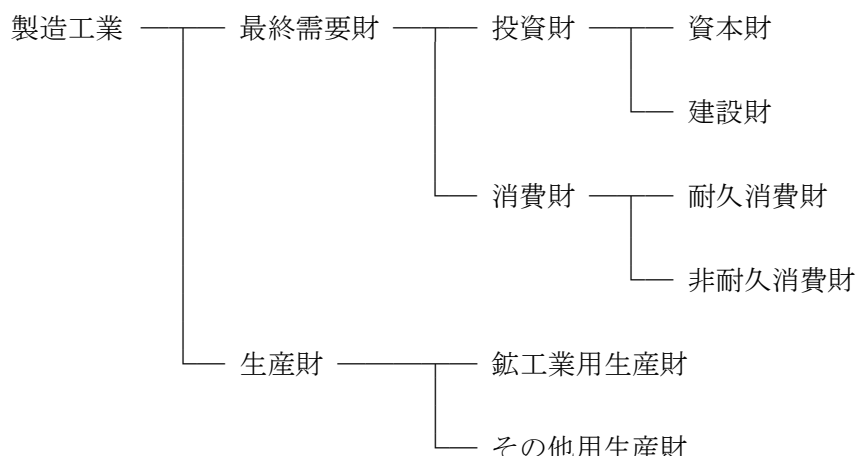 製造工業 最終需要財 投資財 資本財
建設財
消費財 耐久消費財
非耐久消費財
生産財 鉱工業用生産財
その他用生産財